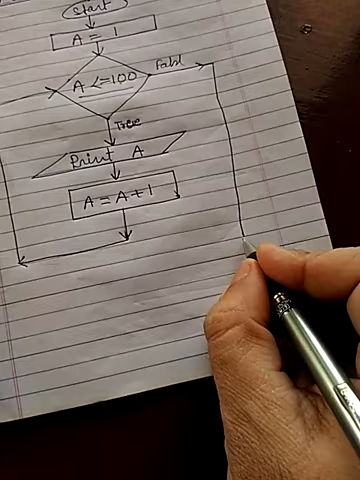 Start
A = 1
A <=100
False
True
Print A
A = A + 1